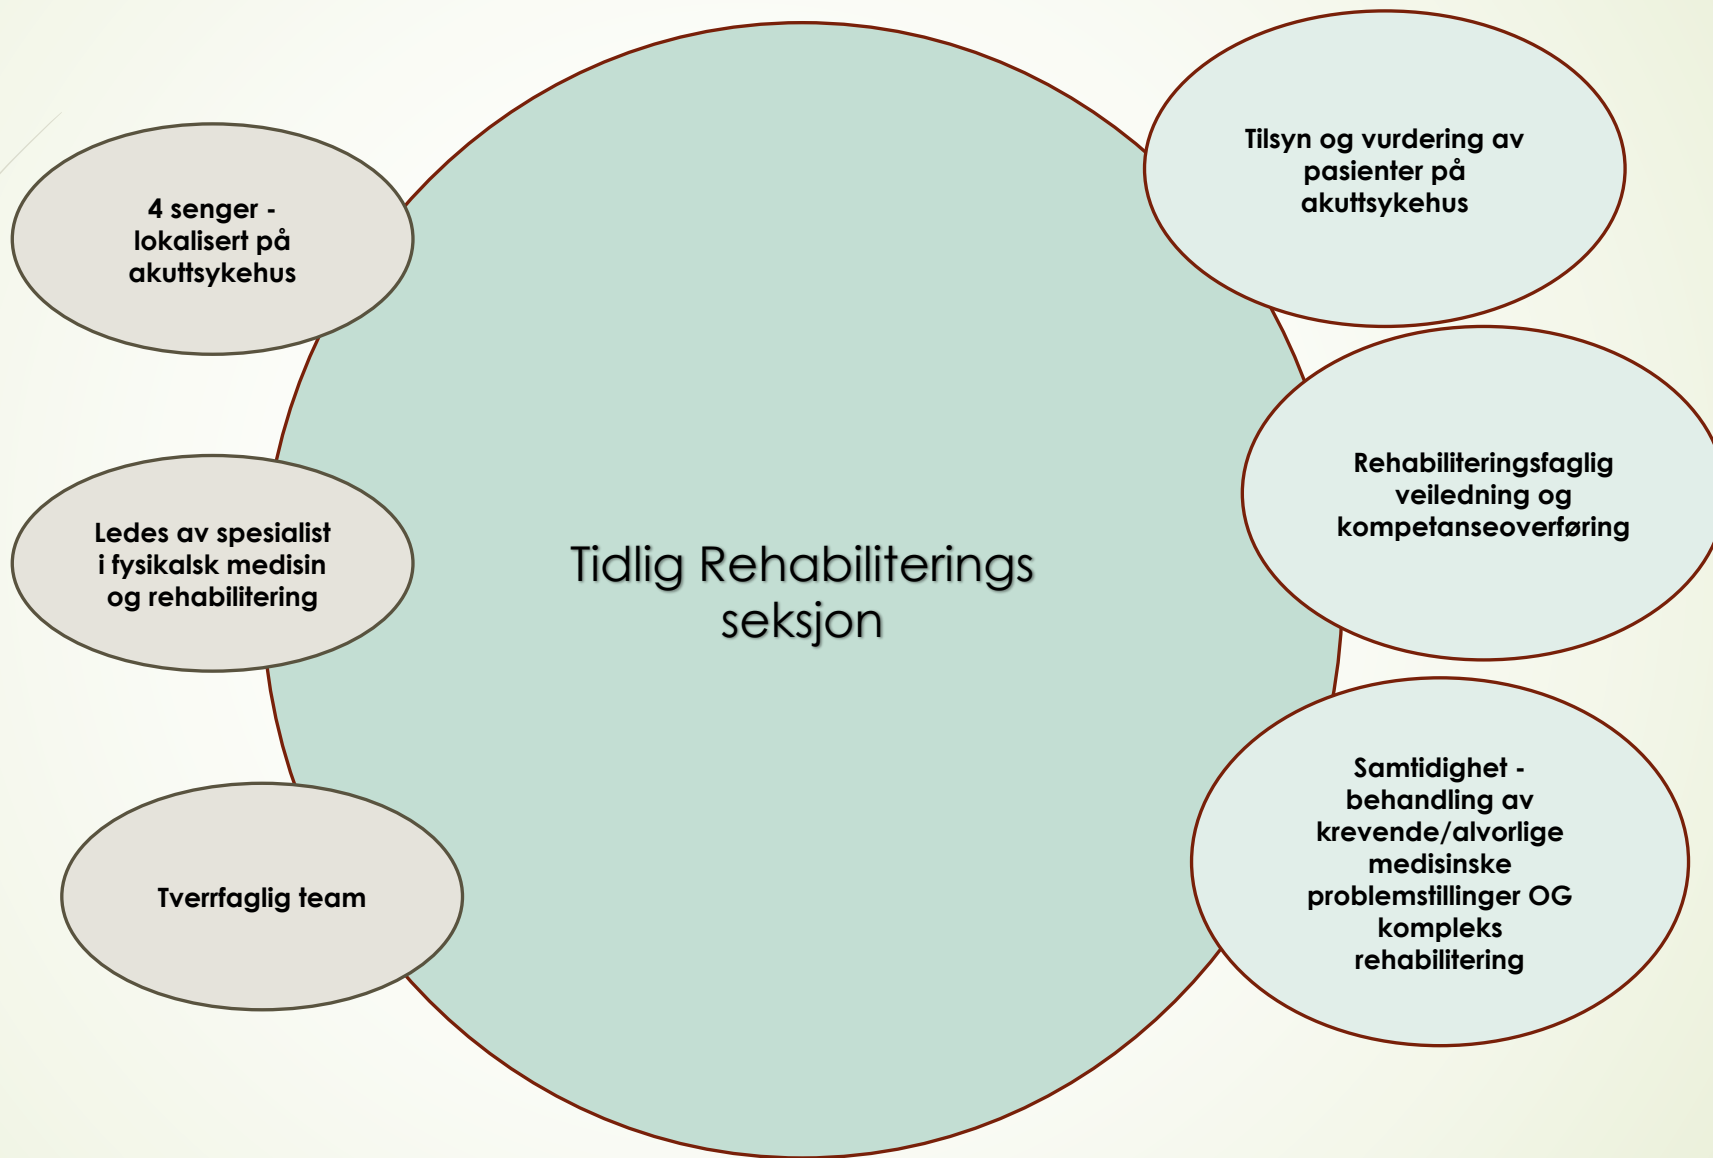 4 senger -
lokalisert på
akuttsykehus
Ledes av spesialist
i fysikalsk medisin
og rehabilitering
Tverrfaglig team
Tidlig Rehabiliterings
seksjon
Tilsyn og vurdering av
pasienter på
akuttsykehus
Rehabiliteringsfaglig
veiledning og
kompetanseoverføring
Samtidighet -
behandling av
krevende/alvorlige
medisinske
problemstillinger OG
kompleks
rehabilitering